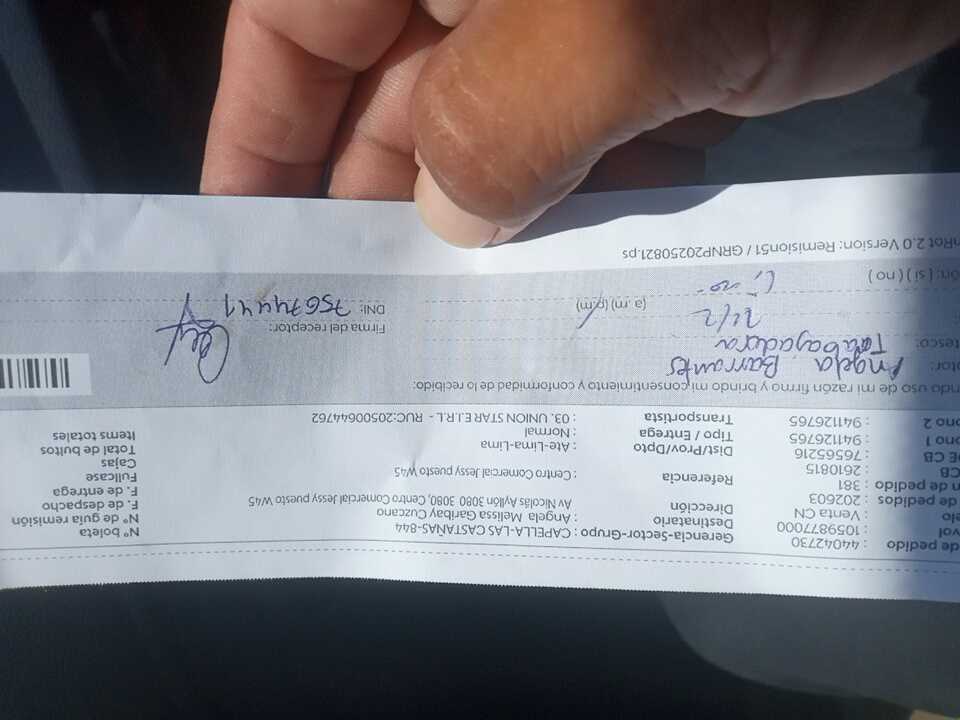 de pedido : 44042730
vol : 1059877000
elo : Venta CN
de pedidos : 202603
n de pedido : 381
CB : 2610815
DE CB : 76565216
ono 1 : 941126765
ono 2 : 941126765
Gerencia-Sector-Grupo : CAPELLA-LAS CASTAÑAS-844
Destinatario : Angela Melissa Garibay Cuzcano
Dirección Av Nicolás Ayllón 3080 3080, Centro Comercial Jessy puesto W45
Referencia : Centro Comercial Jessy puesto W45
Dist/Prov/Dpto : Ate-Lima-Lima
Tipo / Entrega : Normal
Transportista : 03. UNION STAR E.I.R.L - RUC:20500644762
Nº boleta
Nº de guía remisión
F. de despacho
F. de entrega
Fullcase
Cajas
Total de bultos
Items totales
ndo uso de mi razón firmo y brindo mi consentimiento y conformidad de lo recibido:
ptor: Angela Barrantes
tesco: Trabajadora
(a.m) (p.m)
ón: ( si ) ( no )
Firma del receptor:
DNI: 75674441
nRot 2.0 Version: Remision51 / GRNP20250821.ps